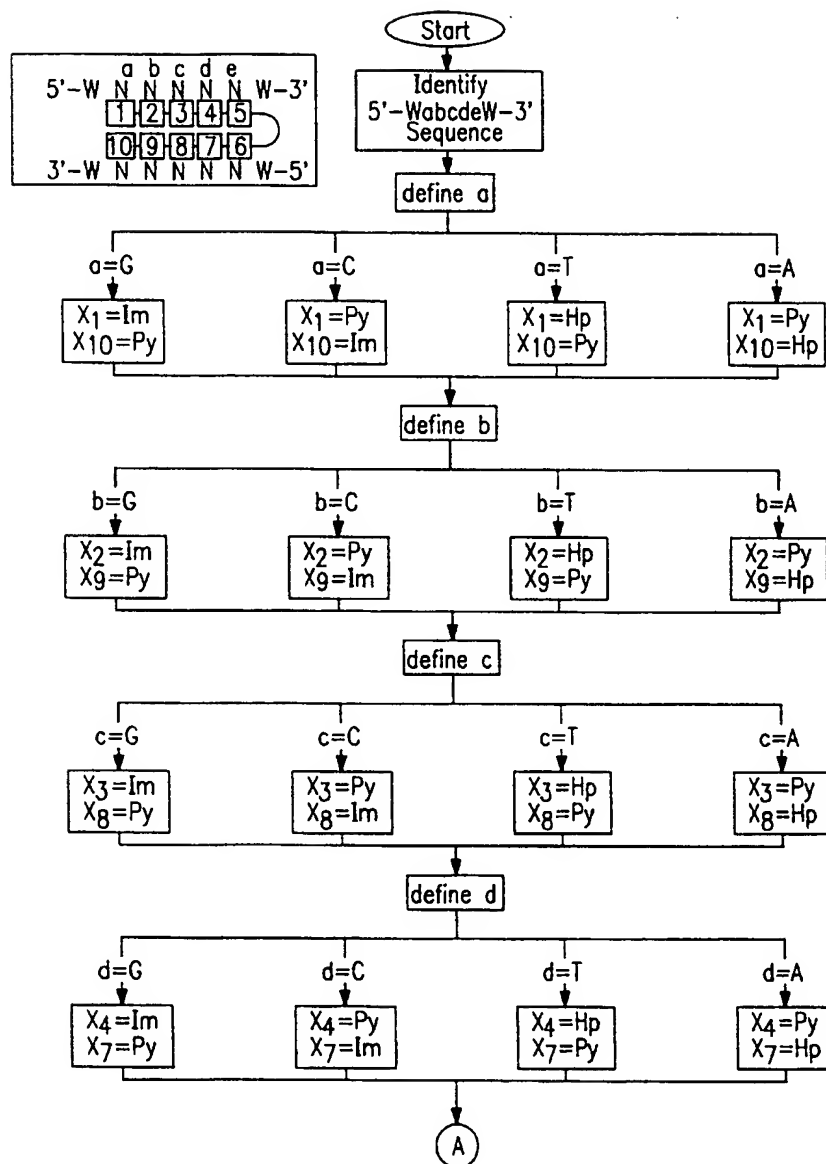 Start
a b c d e
5'-W N N N N N W-3'
1 2 3 4 5
10 9 8 7 6
3'-W N N N N N W-5'
Identify
5'-WabcdeW-3'
Sequence
define a
a=G a=C a=T a=A
X1=Im X1=Py X1=Hp X1=Py
X10=Py X10=Im X10=Py X10=Hp
define b
b=G b=C b=T b=A
X2=Im X2=Py X2=Hp X2=Py
X9=Py X9=Im X9=Py X9=Hp
define c
c=G c=C c=T c=A
X3=Im X3=Py X3=Hp X3=Py
X8=Py X8=Im X8=Py X8=Hp
define d
d=G d=C d=T d=A
X4=Im X4=Py X4=Hp X4=Py
X7=Py X7=Im X7=Py X7=Hp
A